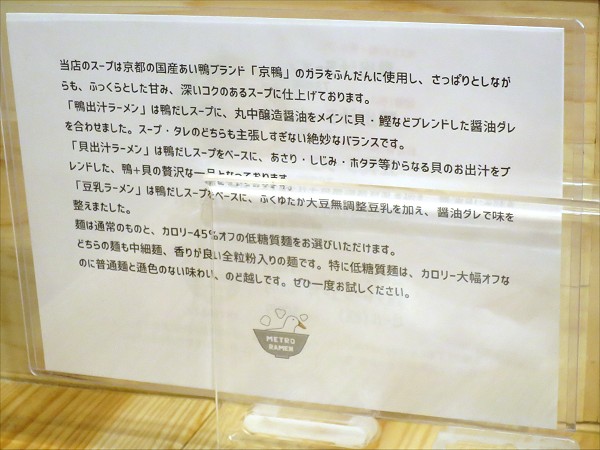 当店のスープは京都の国産あい鴨ブランド「京鴨」のガラをふんだんに使用し、さっぱりとしなが
らも、ふっくらとした甘み、深いコクのあるスープに仕上げております。
「鴨出汁ラーメン」は鴨だしスープに、丸中醸造醤油をメインに貝・鰹などブレンドした醤油ダレ
を合わせました。スープ・タレのどちらも主張しすぎない絶妙なバランスです。
「貝出汁ラーメン」は鴨だしスープをベースに、あさり・しじみ・ホタテ等からなる貝のお出汁をブ
レンドした、鴨+貝の贅沢な一品となっております。
「豆乳ラーメン」は鴨だしスープをベースに、ふくゆたか大豆無調整豆乳を加え、醤油ダレで味を
整えまたした。
麺は通常のものと、カロリー45%オフの低糖質麺をお選びいただけます。
どちらの麺も中細麺、香りが良い全粒粉入りの麺です。特に低糖質麺は、カロリー大幅オフな
のに普通麺と遜色のない味わい、のど越しです。ぜひ一度お試しください。
METRO
RAMEN